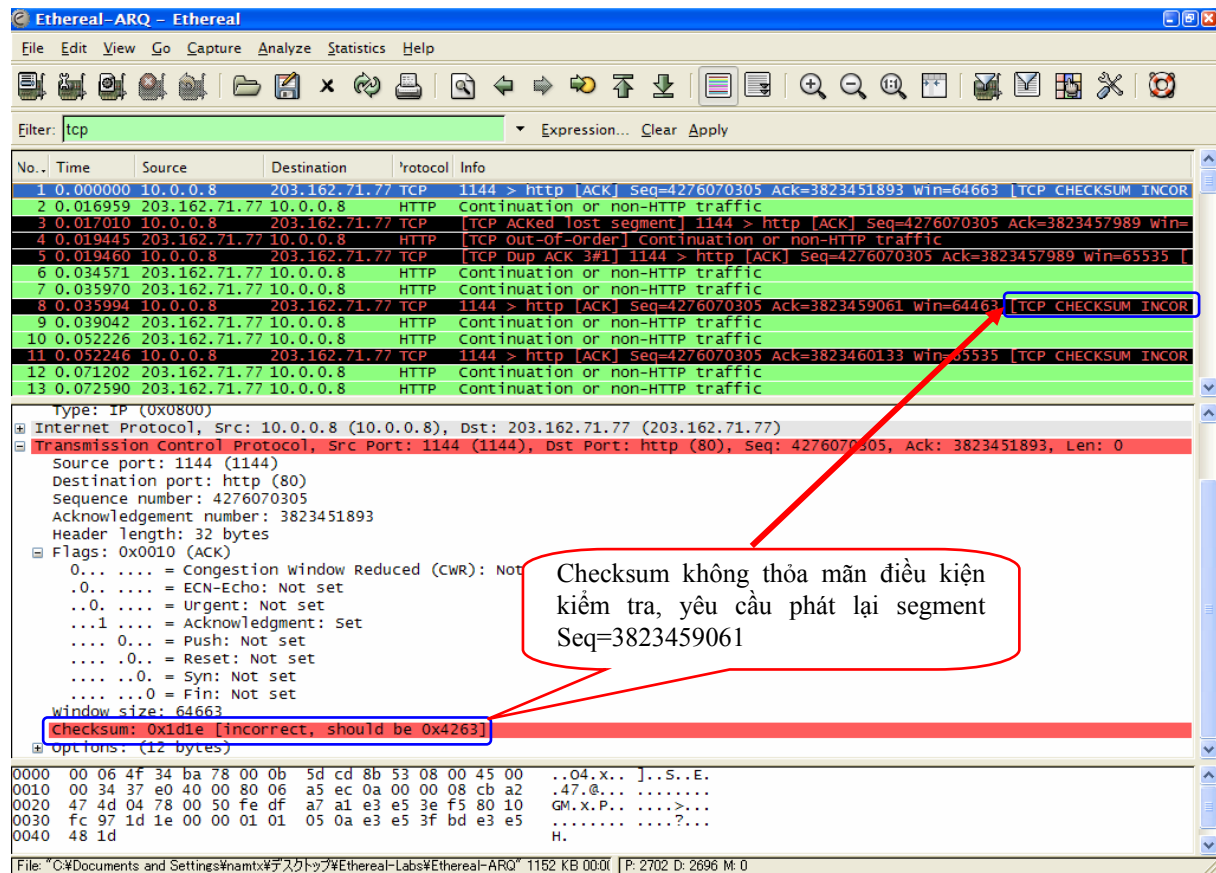 Ethereal-ARQ - Ethereal
File Edit View Go Capture Analyze Statistics Help
Filter: tcp Expression... Clear Apply
No.. Time Source Destination Protocol Info
1 0.000000 10.0.0.8 203.162.71.77 TCP 1144 > http [ACK] Seq=4276070305 Ack=3823451893 Win=64663 [TCP CHECKSUM INCOR
2 0.016959 203.162.71.77 10.0.0.8 HTTP Continuation or non-HTTP traffic
3 0.017010 10.0.0.8 203.162.71.77 TCP [TCP ACKed lost segment] 1144 > http [ACK] Seq=4276070305 Ack=3823457989 Win=
4 0.019445 203.162.71.77 10.0.0.8 HTTP [TCP Out-Of-Order] Continuation or non-HTTP traffic
5 0.019460 10.0.0.8 203.162.71.77 TCP [TCP Dup ACK 3#1] 1144 > http [ACK] Seq=4276070305 Ack=3823457989 Win=65535 [
6 0.034571 203.162.71.77 10.0.0.8 HTTP Continuation or non-HTTP traffic
7 0.035970 203.162.71.77 10.0.0.8 HTTP Continuation or non-HTTP traffic
8 0.035994 10.0.0.8 203.162.71.77 TCP 1144 > http [ACK] Seq=4276070305 Ack=3823459061 Win=64463 [TCP CHECKSUM INCOR
9 0.039042 203.162.71.77 10.0.0.8 HTTP Continuation or non-HTTP traffic
10 0.052226 203.162.71.77 10.0.0.8 HTTP Continuation or non-HTTP traffic
11 0.052246 10.0.0.8 203.162.71.77 TCP 1144 > http [ACK] Seq=4276070305 Ack=3823460133 Win=65535 [TCP CHECKSUM INCOR
12 0.071202 203.162.71.77 10.0.0.8 HTTP Continuation or non-HTTP traffic
13 0.072590 203.162.71.77 10.0.0.8 HTTP Continuation or non-HTTP traffic
Type: IP (0x0800)
Internet Protocol, Src: 10.0.0.8 (10.0.0.8), Dst: 203.162.71.77 (203.162.71.77)
Transmission Control Protocol, Src Port: 1144 (1144), Dst Port: http (80), Seq: 4276070305, Ack: 3823451893, Len: 0
Source port: 1144 (1144)
Destination port: http (80)
Sequence number: 4276070305
Acknowledgement number: 3823451893
Header length: 32 bytes
Flags: 0x0010 (ACK)
0... .... = Congestion Window Reduced (CWR): Not
.0.. .... = ECN-Echo: Not set
..0. .... = Urgent: Not set
...1 .... = Acknowledgment: Set
.... 0... = Push: Not set
.... .0.. = Reset: Not set
.... ..0. = Syn: Not set
.... ...0 = Fin: Not set
Window size: 64663
Checksum: 0x1d1e [incorrect, should be 0x4263]
Options: (12 bytes)
Checksum không thỏa mãn điều kiện
kiểm tra, yêu cầu phát lại segment
Seq=3823459061
0000 00 06 4f 34 ba 78 00 0b 5d cd 8b 53 08 00 45 00 ..O4.x.. ]..S..E.
0010 00 34 37 e0 40 00 80 06 a5 ec 0a 00 00 08 cb a2 .47.@... ........
0020 47 4d 04 78 00 50 fe df a7 a1 e3 e5 3e f5 80 10 GM.x.P.. ....>...
0030 fc 97 1d 1e 00 00 01 01 05 0a e3 e5 3f bd e3 e5 ........ ....?...
0040 48 1d H.
File: "C:¥Documents and Settings¥namtx¥デスクトップ¥Ethereal-Labs¥Ethereal-ARQ" 1152 KB 00:0( P: 2702 D: 2696 M: 0